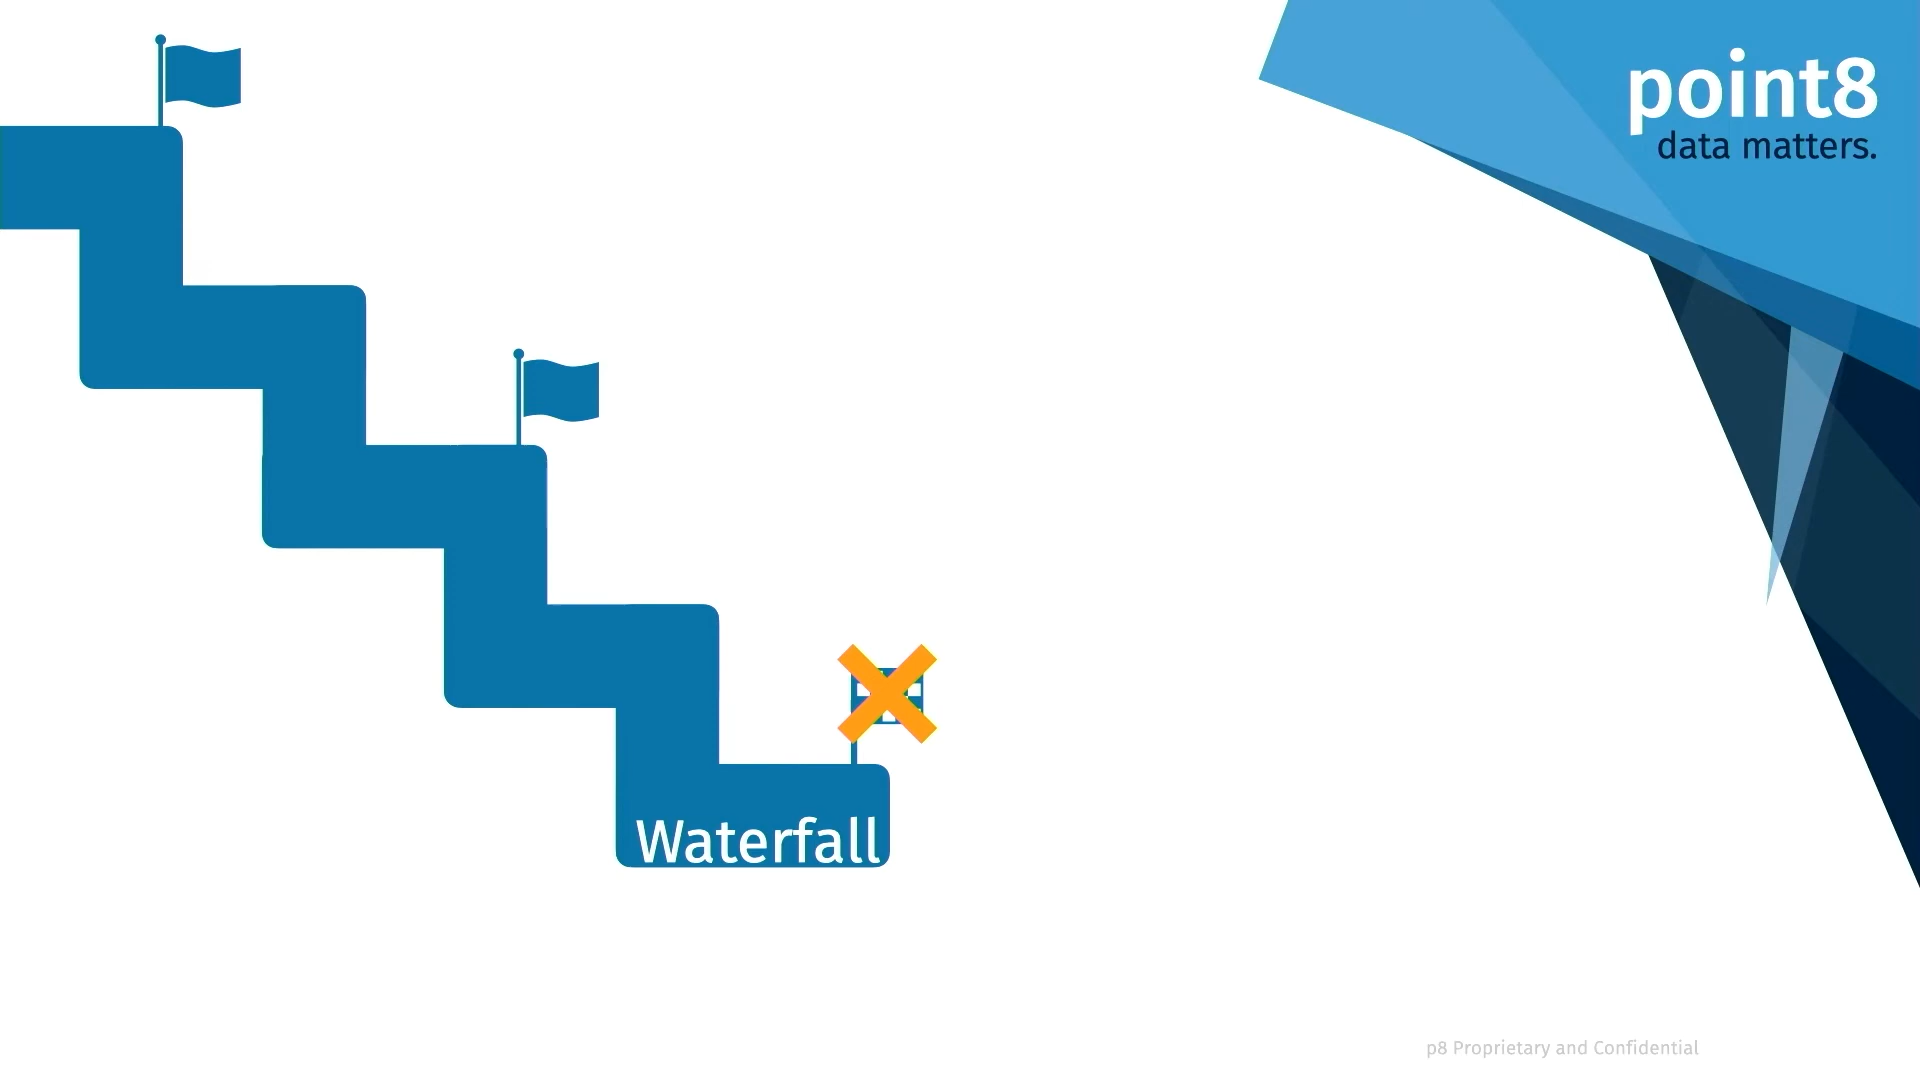 point8
data matters.
Waterfall
p8 Proprietary and Confidential